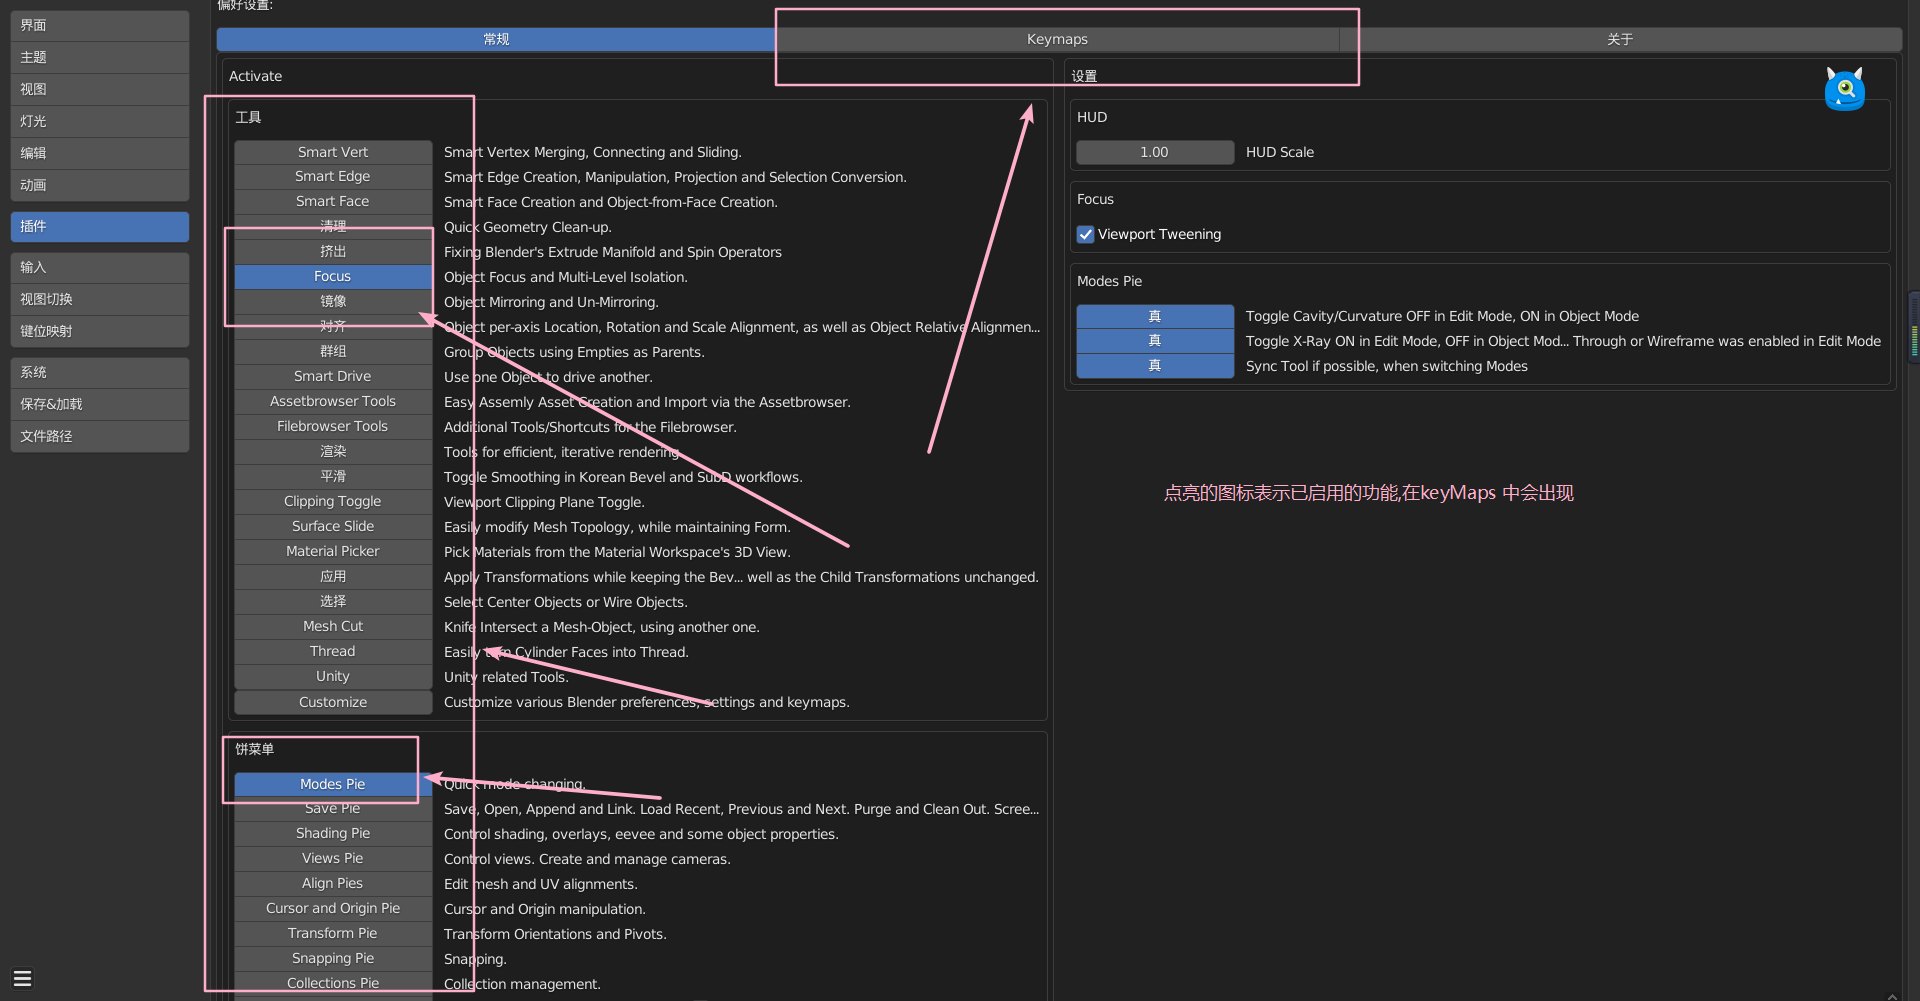 偏好设置:
界面
主题
视图
灯光
编辑
动画
插件
输入
视图切换
键位映射
系统
保存&加载
文件路径
常规 Keymaps 关于
Activate
工具
Smart Vert Smart Vertex Merging, Connecting and Sliding.
Smart Edge Smart Edge Creation, Manipulation, Projection and Selection Conversion.
Smart Face Smart Face Creation and Object-from-Face Creation.
清理 Quick Geometry Clean-up.
挤出 Fixing Blender's Extrude Manifold and Spin Operators
Focus Object Focus and Multi-Level Isolation.
镜像 Object Mirroring and Un-Mirroring.
对齐 Object per-axis Location, Rotation and Scale Alignment, as well as Object Relative Alignmen...
群组 Group Objects using Empties as Parents.
Smart Drive Use one Object to drive another.
Assetbrowser Tools Easy Assemly Asset Creation and Import via the Assetbrowser.
Filebrowser Tools Additional Tools/Shortcuts for the Filebrowser.
渲染 Tools for efficient, iterative rendering.
平滑 Toggle Smoothing in Korean Bevel and SubD workflows.
Clipping Toggle Viewport Clipping Plane Toggle.
Surface Slide Easily modify Mesh Topology, while maintaining Form.
Material Picker Pick Materials from the Material Workspace's 3D View.
应用 Apply Transformations while keeping the Bev... well as the Child Transformations unchanged.
选择 Select Center Objects or Wire Objects.
Mesh Cut Knife Intersect a Mesh-Object, using another one.
Thread Easily turn Cylinder Faces into Thread.
Unity Unity related Tools.
Customize Customize various Blender preferences, settings and keymaps.
饼菜单
Modes Pie Quick mode changing.
Save Pie Save, Open, Append and Link. Load Recent, Previous and Next. Purge and Clean Out. Scree...
Shading Pie Control shading, overlays, eevee and some object properties.
Views Pie Control views. Create and manage cameras.
Align Pies Edit mesh and UV alignments.
Cursor and Origin Pie Cursor and Origin manipulation.
Transform Pie Transform Orientations and Pivots.
Snapping Pie Snapping.
Collections Pie Collection management.
设置
HUD
1.00 HUD Scale
Focus
Viewport Tweening
Modes Pie
真 Toggle Cavity/Curvature OFF in Edit Mode, ON in Object Mode
真 Toggle X-Ray ON in Edit Mode, OFF in Object Mod... Through or Wireframe was enabled in Edit Mode
真 Sync Tool if possible, when switching Modes
点亮的图标表示已启用的功能,在keyMaps 中会出现